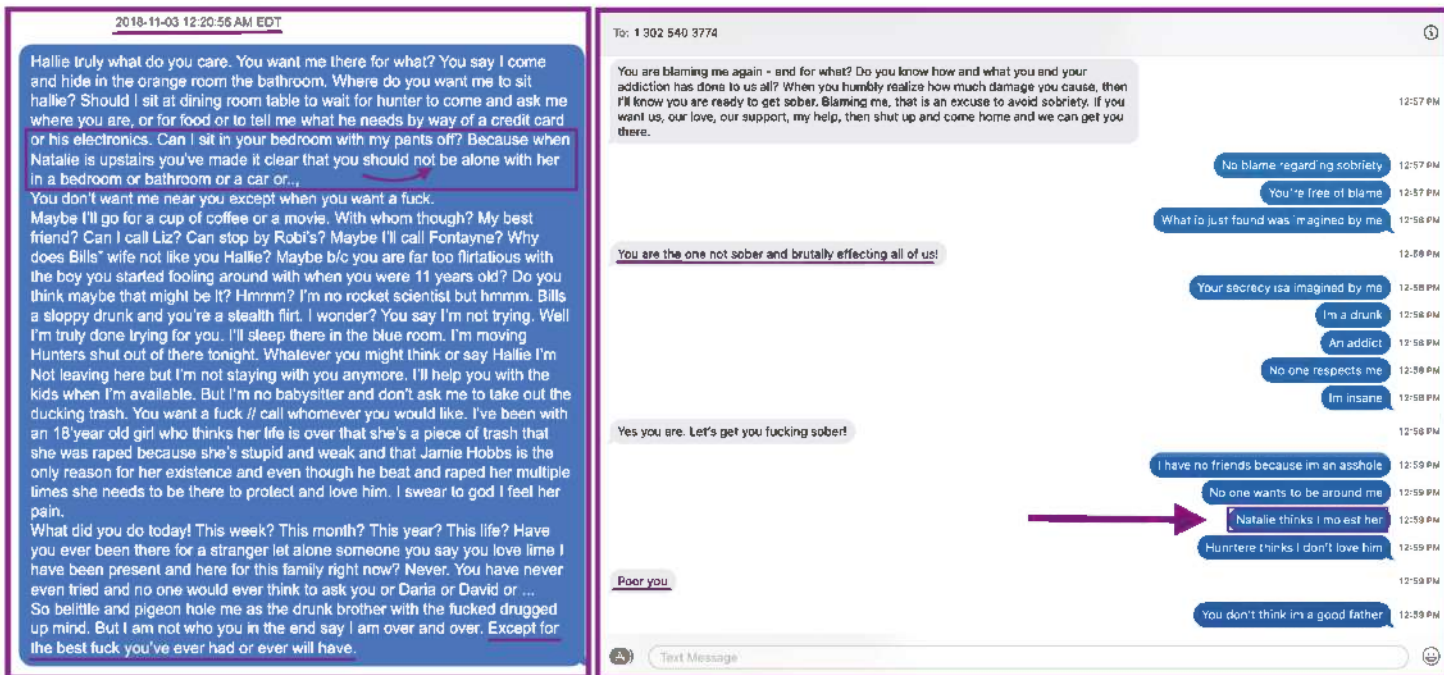 2018-11-03 12:20:56 AM EDT
Hallie truly what do you care. You want me there for what? You say I come
and hide in the orange room the bathroom. Where do you want me to sit
hallie? Should I sit at dining room table to wait for hunter to come and ask me
where you are, or for food or to tell me what he needs by way of a credit card
or his electronics. Can I sit in your bedroom with my pants off? Because when
Natalie is upstairs you've made it clear that you should not be alone with her
in a bedroom or bathroom or a car or..,
You don't want me near you except when you want a fuck.
Maybe I'll go for a cup of coffee or a movie. With whom though? My best
friend? Can I call Liz? Can stop by Robi's? Maybe I'll call Fontayne? Why
does Bills" wife not like you Hallie? Maybe b/c you are far too flirtatious with
the boy you started fooling around with when you were 11 years old? Do you
think maybe that might be It? Hmmm? I'm no rocket scientist but hmmm. Bills
a sloppy drunk and you're a stealth flirt. I wonder? You say I'm not trying. Well
I'm truly done trying for you. I'll sleep there in the blue room. I'm moving
Hunters shut out of there tonight. Whatever you might think or say Hallie I'm
Not leaving here but I'm not staying with you anymore. I'll help you with the
kids when I'm available. But I'm no babysitter and don't ask me to take out the
ducking trash. You want a fuck // call whomever you would like. I've been with
an 18'year old girl who thinks her life is over that she's a piece of trash that
she was raped because she's stupid and weak and that Jamie Hobbs is the
only reason for her existence and even though he beat and raped her multiple
times she needs to be there to protect and love him. I swear to god I feel her
pain.
What did you do today! This week? This month? This year? This life? Have
you ever been there for a stranger let alone someone you say you love lime I
have been present and here for this family right now? Never. You have never
even tried and no one would ever think to ask you or Daria or David or ...
So belittle and pigeon hole me as the drunk brother with the fucked drugged
up mind. But I am not who you in the end say I am over and over. Except for
the best fuck you've ever had or ever will have.
To: 1 302 540 3774
You are blaming me again - and for what? Do you know how and what you and your
addiction has done to us all? When you humbly realize how much damage you cause, then
I'll know you are ready to get sober. Blaming me, that is an excuse to avoid sobriety. If you
want us, our love, our support, my help, then shut up and come home and we can get you
there.
12:57 PM
No blame regarding sobriety 12:57 PM
You're free of blame 12:57 PM
What io just found was imagined by me 12:58 PM
You are the one not sober and brutally effecting all of us! 12:58 PM
Your secrecy isa imagined by me 12:58 PM
Im a drunk 12:58 PM
An addict 12:58 PM
No one respects me 12:58 PM
Im insane 12:58 PM
Yes you are. Let's get you fucking sober! 12:58 PM
I have no friends because im an asshole 12:59 PM
No one wants to be around me 12:59 PM
Natalie thinks I molest her 12:59 PM
Hunrtere thinks I don't love him 12:59 PM
Poor you 12:59 PM
You don't think im a good father 12:59 PM
Text Message